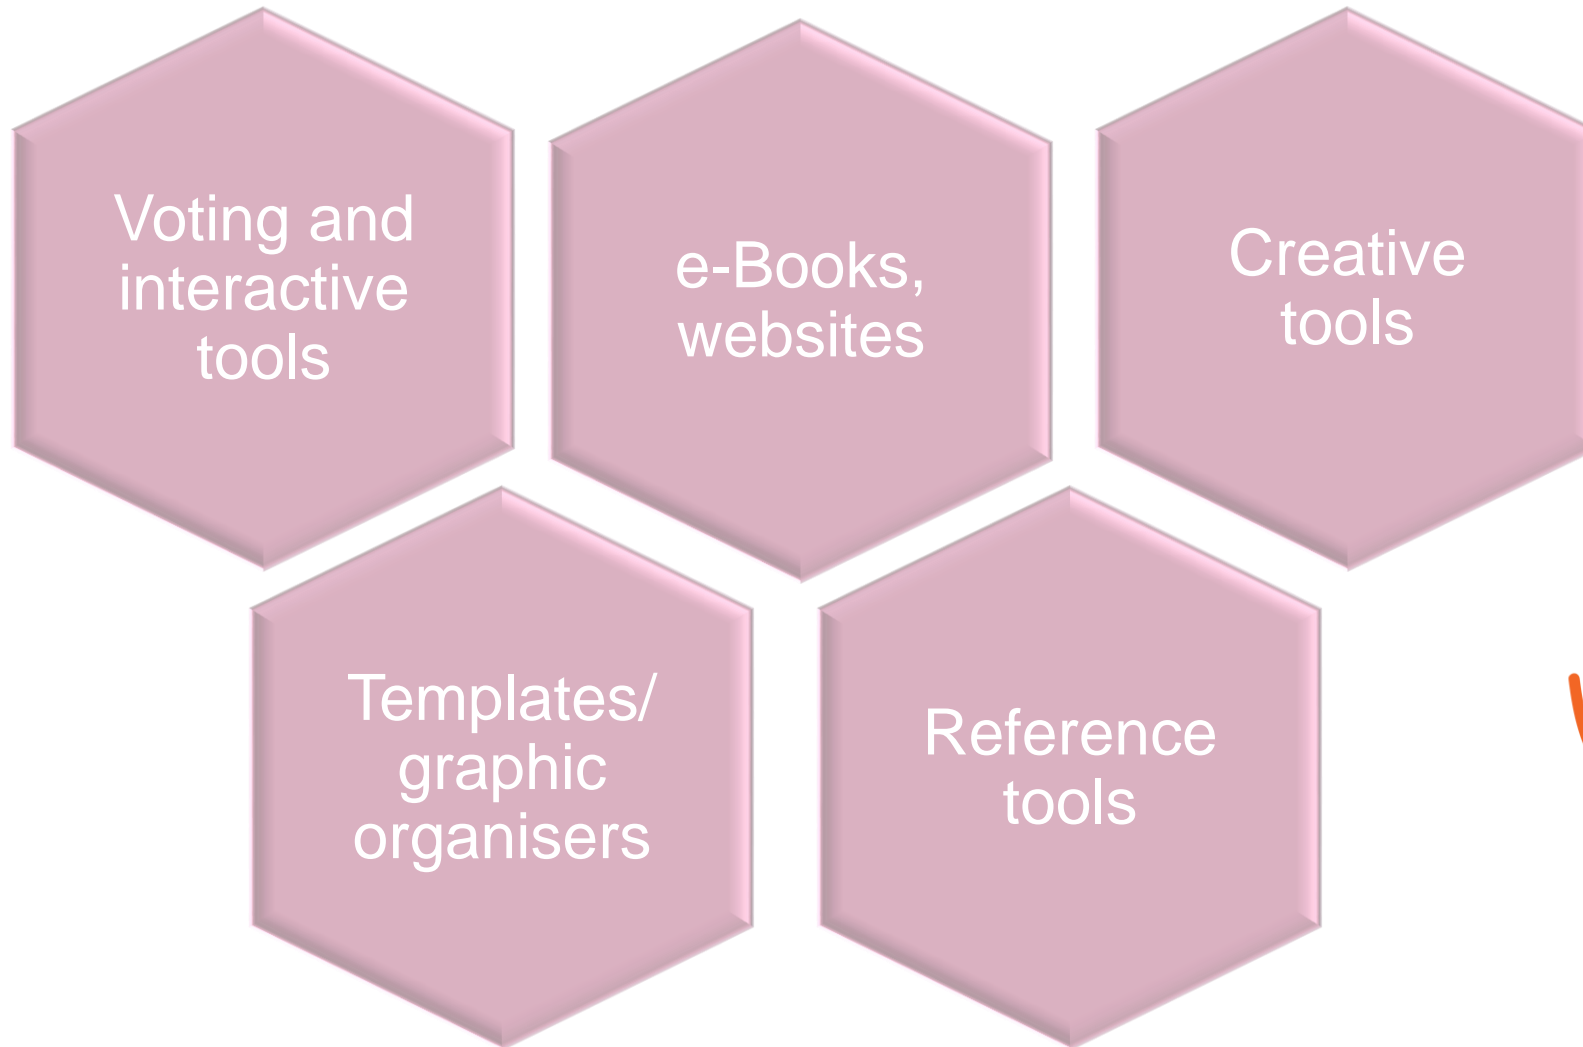 Voting and
interactive
tools
e-Books,
websites
Creative
tools
Templates/
graphic
organisers
Reference
tools